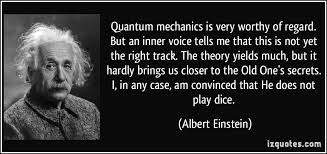 Quantum mechanics is very worthy of regard.
But an inner voice tells me that this is not yet
the right track. The theory yields much, but it
hardly brings us closer to the Old One's secrets.
I, in any case, am convinced that He does not
play dice.
(Albert Einstein)
izquotes.com